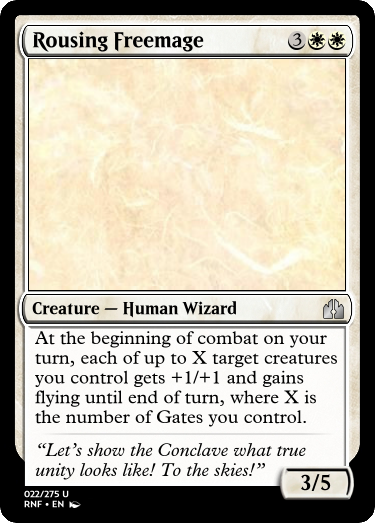 Rousing Freemage 3
Creature — Human Wizard
At the beginning of combat on your
turn, each of up to X target creatures
you control gets +1/+1 and gains
flying until end of turn, where X is
the number of Gates you control.
“Let’s show the Conclave what true
unity looks like! To the skies!”
3/5
022/275 U
RNF • EN